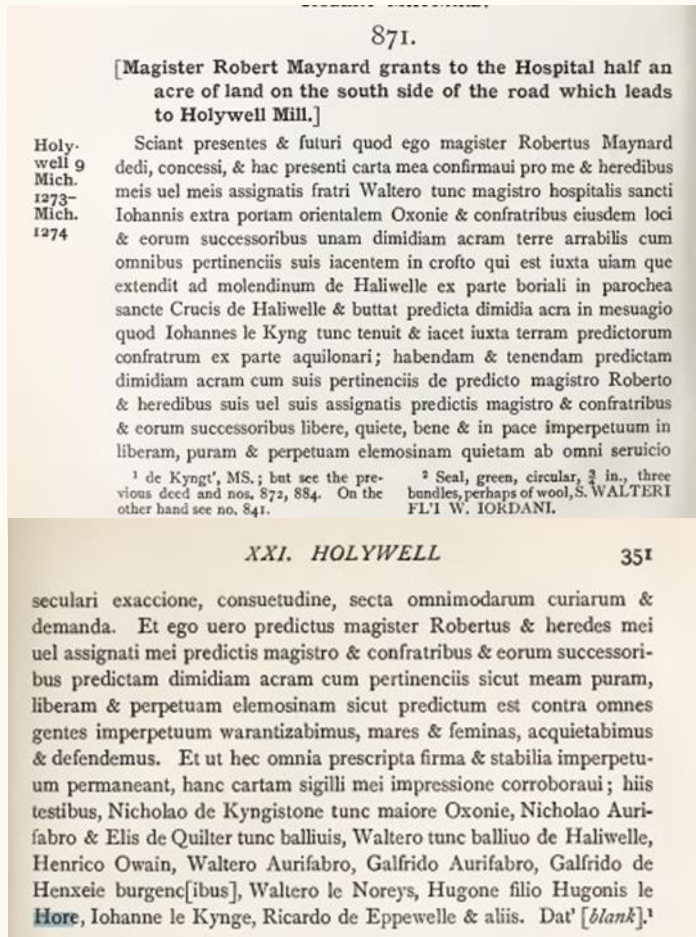 871.
[Magister Robert Maynard grants to the Hospital half an
acre of land on the south side of the road which leads
to Holywell Mill.]
Holy-
well 9
Mich.
1273–
Mich.
1274
Sciant presentes & futuri quod ego magister Robertus Maynard
dedi, concessi, & hac presenti carta mea confirmaui pro me & heredibus
meis uel meis assignatis fratri Waltero tunc magistro hospitalis sancti
Iohannis extra portam orientalem Oxonie & confratribus eiusdem loci
& eorum successoribus unam dimidiam acram terre arrabilis cum
omnibus pertinenciis suis iacentem in crofto qui est iuxta uiam que
extendit ad molendinum de Haliwelle ex parte boriali in parochea
sancte Crucis de Haliwelle & buttat predicta dimidia acra in mesuagio
quod Iohannes le Kyng tunc tenuit & iacet iuxta terram predictorum
confratrum ex parte aquilonari; habendam & tenendam predictam
dimidiam acram cum suis pertinenciis de predicto magistro Roberto
& heredibus suis uel suis assignatis predictis magistro & confratribus
& eorum successoribus libere, quiete, bene & in pace imperpetuum in
liberam, puram & perpetuam elemosinam quietam ab omni seruicio
¹ de Kyngt', MS.; but see the pre-
vious deed and nos. 872, 884. On the
other hand see no. 841.
² Seal, green, circular, ¾ in., three
bundles, perhaps of wool, S. WALTERI
FL'I W. IORDANI.
XXI. HOLYWELL 351
seculari exaccione, consuetudine, secta omnimodarum curiarum &
demanda. Et ego uero predictus magister Robertus & heredes mei
uel assignati mei predictis magistro & confratribus & eorum successori-
bus predictam dimidiam acram cum pertinenciis sicut meam puram,
liberam & perpetuam elemosinam sicut predictum est contra omnes
gentes imperpetuum warantizabimus, mares & feminas, acquietabimus
& defendemus. Et ut hec omnia prescripta firma & stabilia imperpetu-
um permaneant, hanc cartam sigilli mei impressione corroboraui; hiis
testibus, Nicholao de Kyngistone tunc maiore Oxonie, Nicholao Auri-
fabro & Elis de Quilter tunc balliuis, Waltero tunc balliuo de Haliwelle,
Henrico Owain, Waltero Aurifabro, Galfrido Aurifabro, Galfrido de
Henxeie burgenc[ibus], Waltero le Noreys, Hugone filio Hugonis le
Hore, Iohanne le Kynge, Ricardo de Eppewelle & aliis. Dat' [blank].¹